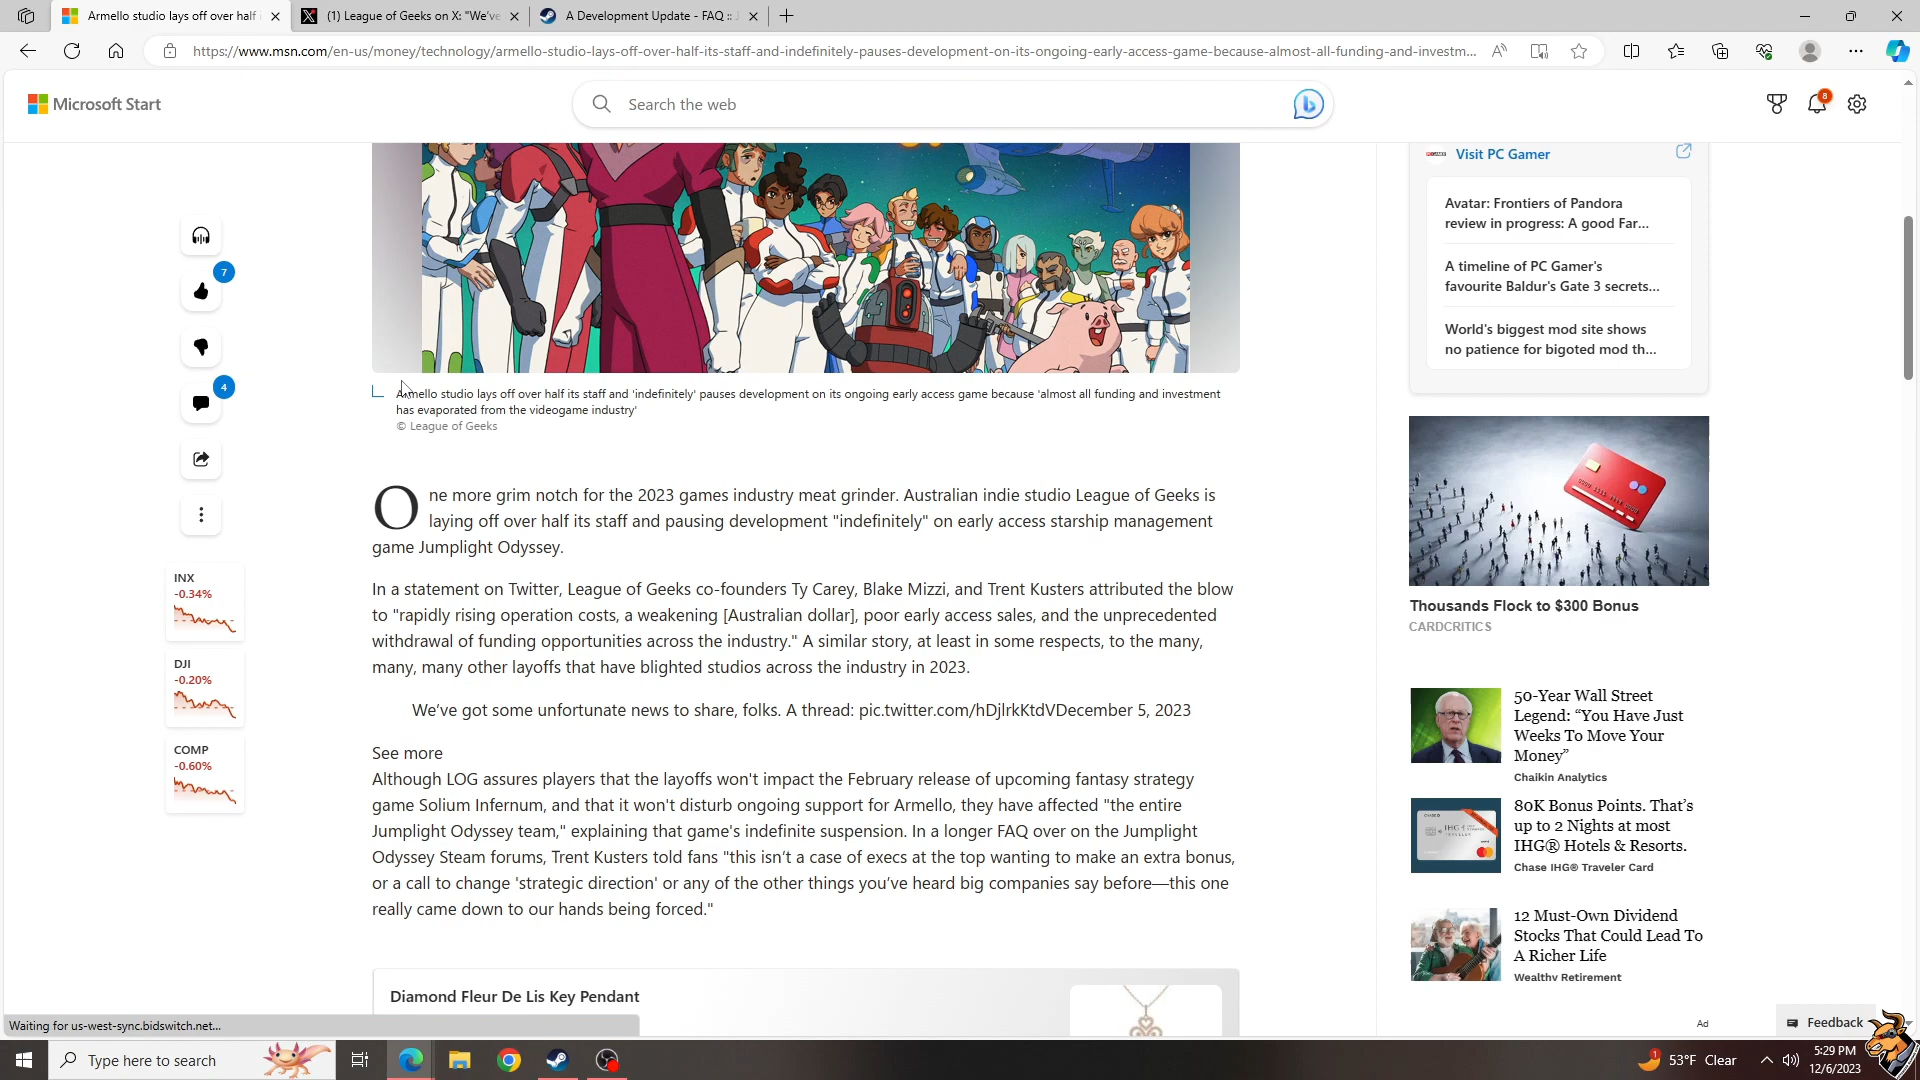 Armello studio lays off over half i
(1) League of Geeks on X: "We've
A Development Update - FAQ ::
https://www.msn.com/en-us/money/technology/armello-studio-lays-off-over-half-its-staff-and-indefinitely-pauses-development-on-its-ongoing-early-access-game-because-almost-all-funding-and-investm...
Microsoft Start
Search the web
8
Visit PC Gamer
Avatar: Frontiers of Pandora
review in progress: A good Far...
A timeline of PC Gamer's
favourite Baldur's Gate 3 secrets...
World's biggest mod site shows
no patience for bigoted mod th...
7
4
INX
-0.34%
DJI
-0.20%
COMP
-0.60%
Armello studio lays off over half its staff and 'indefinitely' pauses development on its ongoing early access game because 'almost all funding and investment
has evaporated from the videogame industry'
© League of Geeks
One more grim notch for the 2023 games industry meat grinder. Australian indie studio League of Geeks is
laying off over half its staff and pausing development "indefinitely" on early access starship management
game Jumplight Odyssey.
In a statement on Twitter, League of Geeks co-founders Ty Carey, Blake Mizzi, and Trent Kusters attributed the blow
to "rapidly rising operation costs, a weakening [Australian dollar], poor early access sales, and the unprecedented
withdrawal of funding opportunities across the industry." A similar story, at least in some respects, to the many,
many, many other layoffs that have blighted studios across the industry in 2023.
We've got some unfortunate news to share, folks. A thread: pic.twitter.com/hDjlrkKtdVDecember 5, 2023
See more
Although LOG assures players that the layoffs won't impact the February release of upcoming fantasy strategy
game Solium Infernum, and that it won't disturb ongoing support for Armello, they have affected "the entire
Jumplight Odyssey team," explaining that game's indefinite suspension. In a longer FAQ over on the Jumplight
Odyssey Steam forums, Trent Kusters told fans "this isn't a case of execs at the top wanting to make an extra bonus,
or a call to change 'strategic direction' or any of the other things you've heard big companies say before—this one
really came down to our hands being forced."
Diamond Fleur De Lis Key Pendant
Thousands Flock to $300 Bonus
CARDCRITICS
50-Year Wall Street
Legend: "You Have Just
Weeks To Move Your
Money"
Chaikin Analytics
80K Bonus Points. That's
up to 2 Nights at most
IHG® Hotels & Resorts.
Chase IHG® Traveler Card
12 Must-Own Dividend
Stocks That Could Lead To
A Richer Life
Wealthy Retirement
Ad
Feedback
Waiting for us-west-sync.bidswitch.net...
Type here to search
1
53°F Clear
5:29 PM
12/6/2023